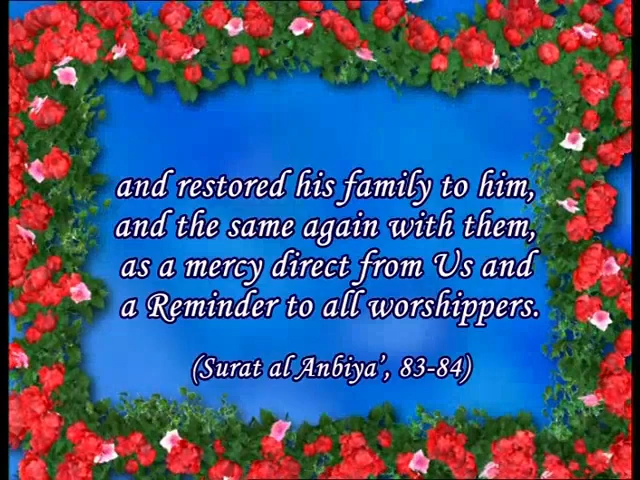 and restored his family to him,
and the same again with them,
as a mercy direct from Us and
a Reminder to all worshippers.
(Surat al Anbiya’, 83-84)